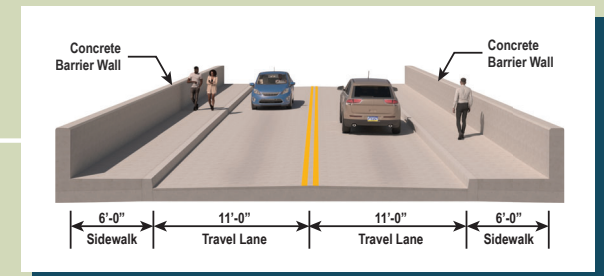 Concrete
Barrier Wall
Concrete
Barrier Wall
6’-0”
11’-0”
11’-0”
6’-0”
Sidewalk
Travel Lane
Travel Lane
Sidewalk